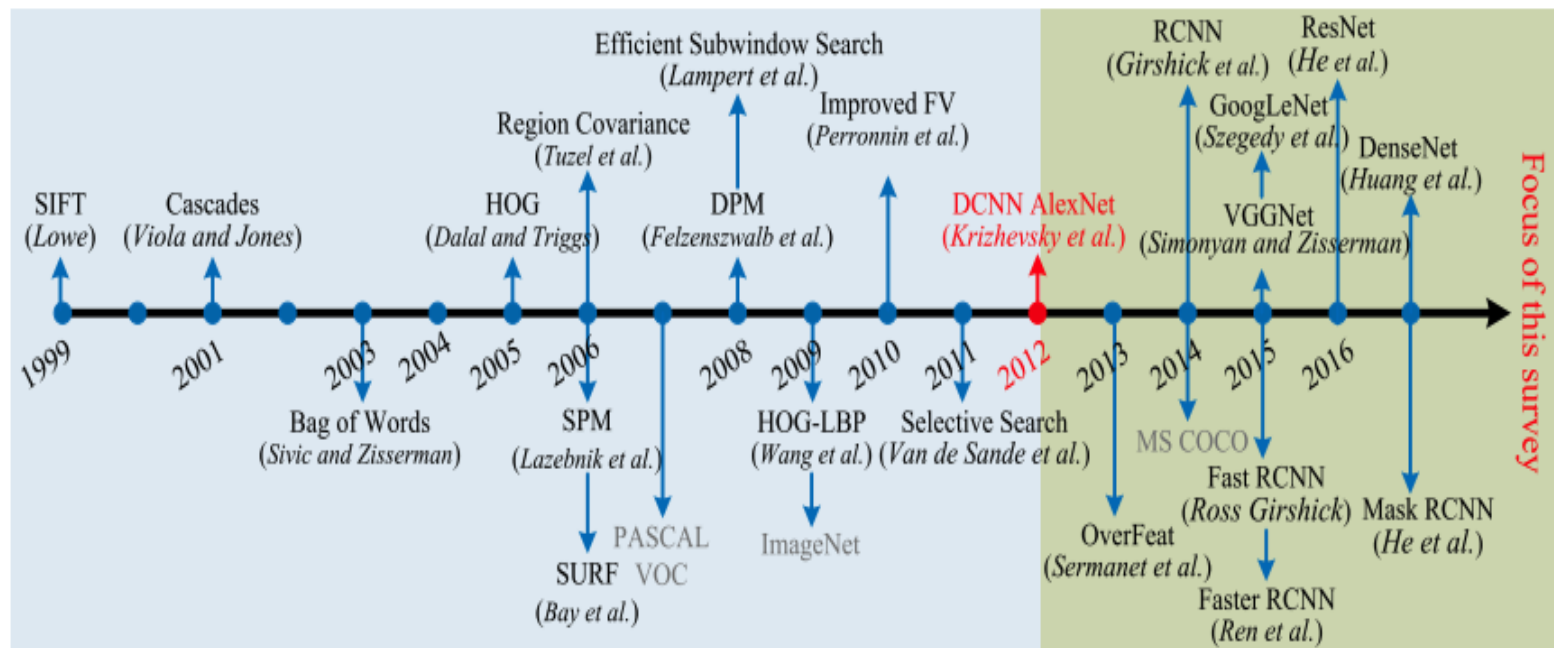 Efficient Subwindow Search
(Lampert et al.)
RCNN
(Girshick et al.)
ResNet
(He et al.)
Region Covariance
(Tuzel et al.)
Improved FV
(Perronnin et al.)
GoogLeNet
(Szegedy et al.)
DenseNet
(Huang et al.)
SIFT
(Lowe)
Cascades
(Viola and Jones)
HOG
(Dalal and Triggs)
DPM
(Felzenszwalb et al.)
DCNN AlexNet
(Krizhevsky et al.)
VGGNet
(Simonyan and Zisserman)
Focus of this survey
1999
2001
2003
2004
2005
2006
2008
2009
2010
2011
2012
2013
2014
2015
2016
Bag of Words
(Sivic and Zisserman)
SPM
(Lazebnik et al.)
HOG-LBP
(Wang et al.)
Selective Search
(Van de Sande et al.)
MS COCO
Fast RCNN
(Ross Girshick)
Mask RCNN
(He et al.)
PASCAL
VOC
ImageNet
OverFeat
(Sermanet et al.)
SURF
(Bay et al.)
Faster RCNN
(Ren et al.)